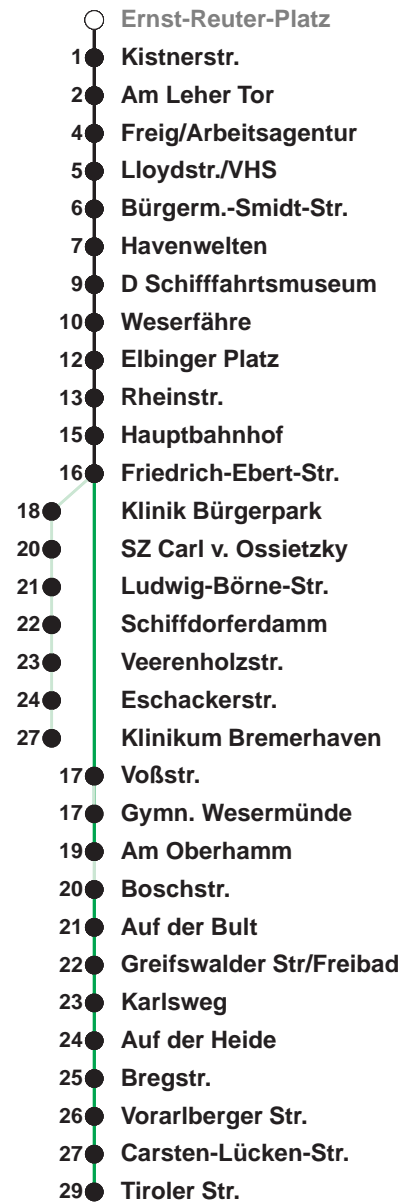 Ernst-Reuter-Platz
1 Kistnerstr.
2 Am Leher Tor
4 Freig/Arbeitsagentur
5 Lloydstr./VHS
6 Bürgerm.-Smidt-Str.
7 Havenwelten
9 D Schifffahrtsmuseum
10 Weserfähre
12 Elbinger Platz
13 Rheinstr.
15 Hauptbahnhof
16 Friedrich-Ebert-Str.
18 Klinik Bürgerpark
20 SZ Carl v. Ossietzky
21 Ludwig-Börne-Str.
22 Schiffdorferdamm
23 Veerenholzstr.
24 Eschackerstr.
27 Klinikum Bremerhaven
17 Voßstr.
17 Gymn. Wesermünde
19 Am Oberhamm
20 Boschstr.
21 Auf der Bult
22 Greifswalder Str/Freibad
23 Karlsweg
24 Auf der Heide
25 Bregstr.
26 Vorarlberger Str.
27 Carsten-Lücken-Str.
29 Tiroler Str.